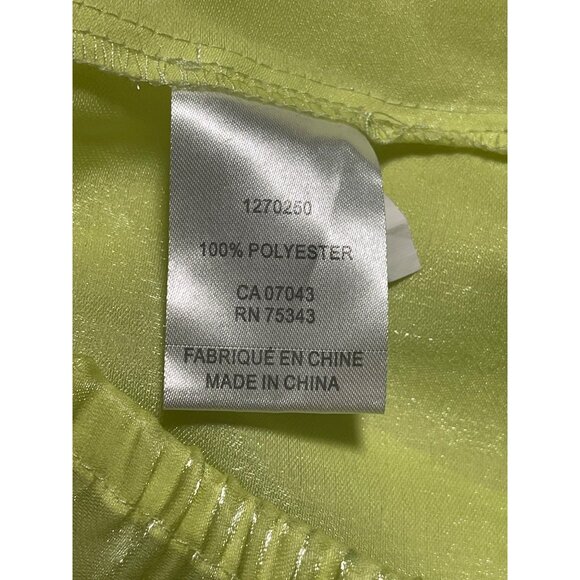 1270250
100% POLYESTER
CA 07043
RN 75343
FABRIQUÉ EN CHINE
MADE IN CHINA